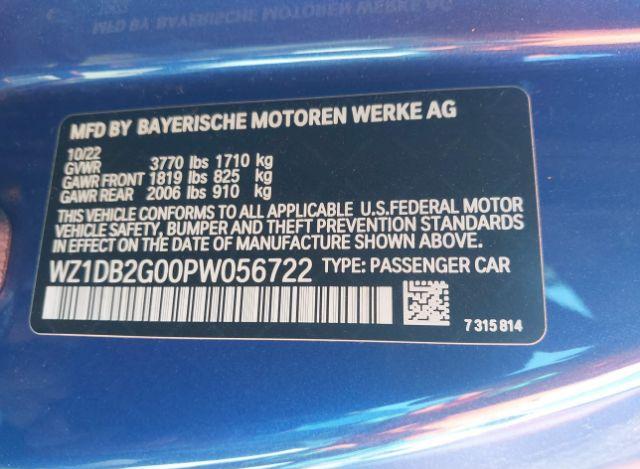 MFD BY BAYERISCHE MOTOREN WERKE AG
10/22
GVWR 3770 lbs 1710 kg
GAWR FRONT 1819 lbs 825 kg
GAWR REAR 2006 lbs 910 kg
THIS VEHICLE CONFORMS TO ALL APPLICABLE U.S.FEDERAL MOTOR
VEHICLE SAFETY, BUMPER AND THEFT PREVENTION STANDARDS
IN EFFECT ON THE DATE OF MANUFACTURE SHOWN ABOVE.
WZ1DB2G00PW056722 TYPE: PASSENGER CAR
7 315 814